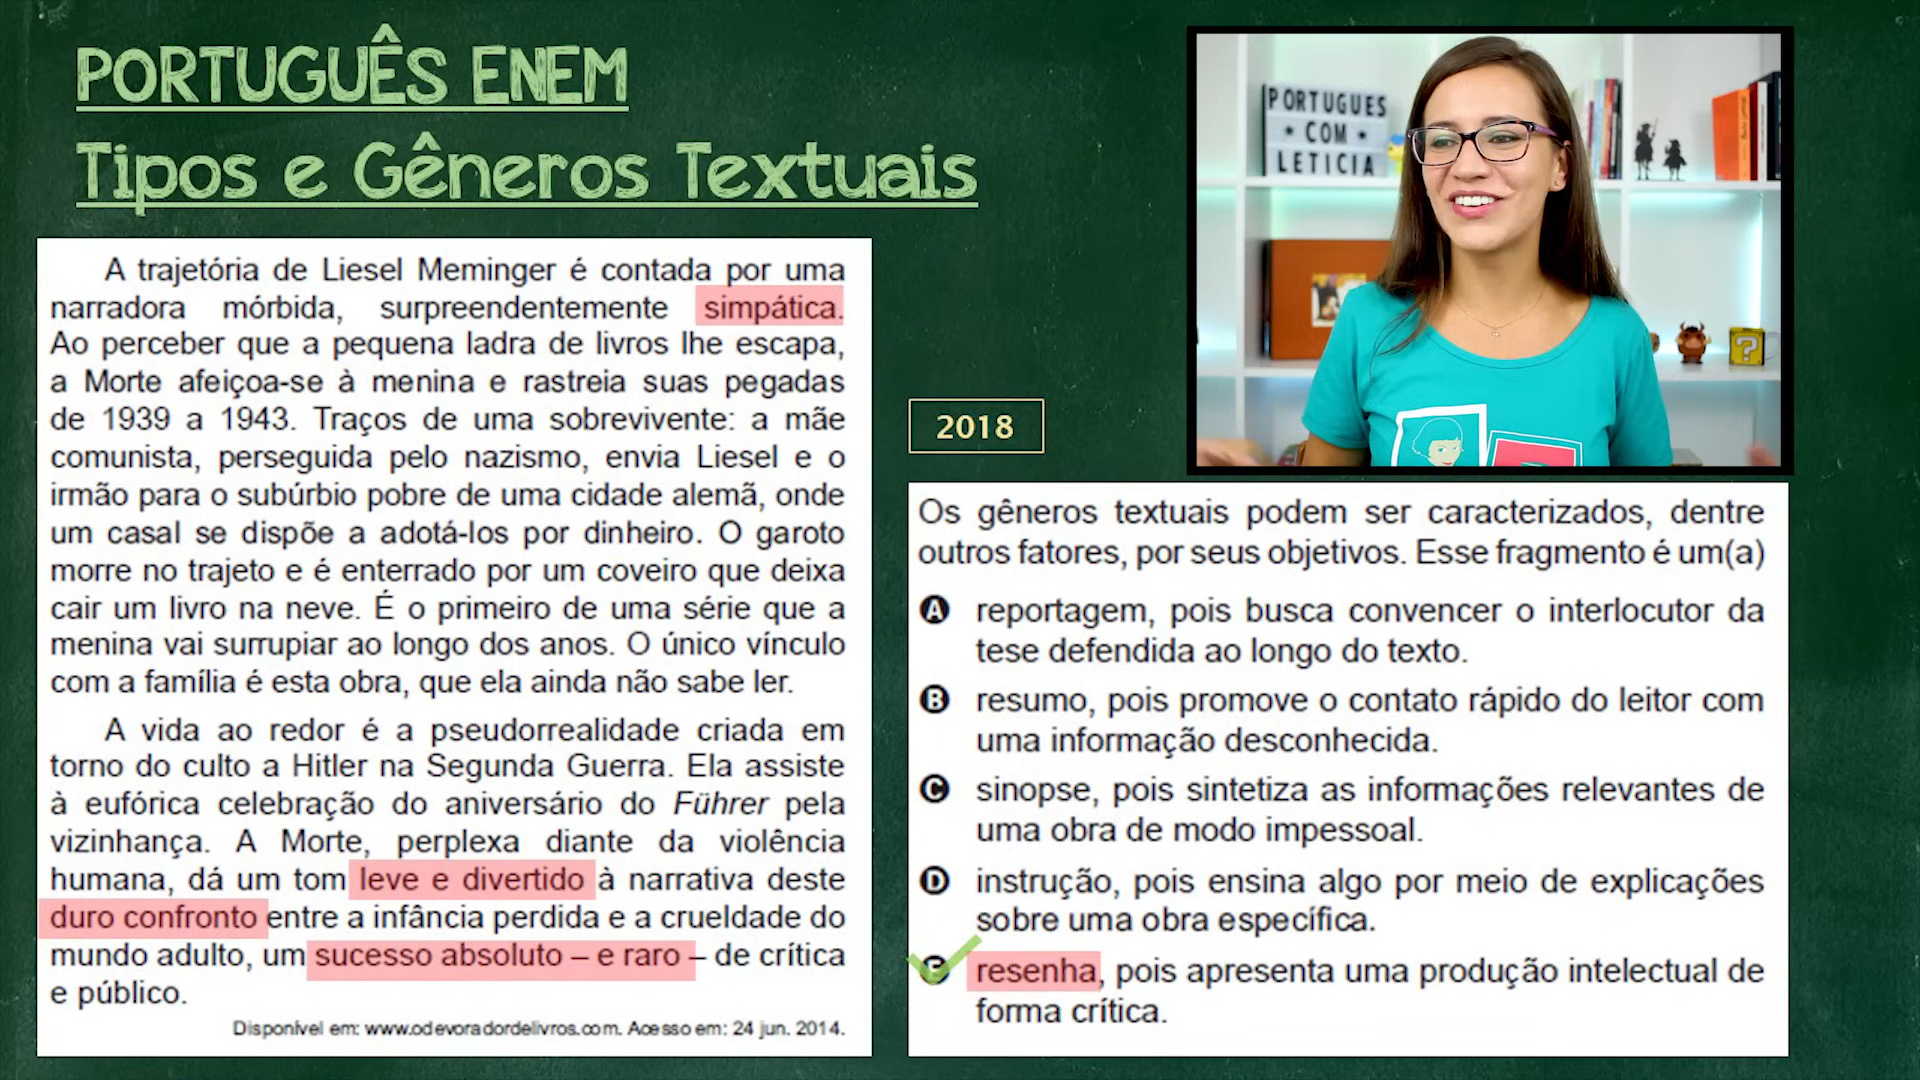 PORTUGUÊS ENEM
Tipos e Gêneros Textuais
PORTUGUES
★ COM ★
LETICIA
A trajetória de Liesel Meminger é contada por uma
narradora mórbida, surpreendentemente simpática.
Ao perceber que a pequena ladra de livros lhe escapa,
a Morte afeiçoa-se à menina e rastreia suas pegadas
de 1939 a 1943. Traços de uma sobrevivente: a mãe
comunista, perseguida pelo nazismo, envia Liesel e o
irmão para o subúrbio pobre de uma cidade alemã, onde
um casal se dispõe a adotá-los por dinheiro. O garoto
morre no trajeto e é enterrado por um coveiro que deixa
cair um livro na neve. É o primeiro de uma série que a
menina vai surrupiar ao longo dos anos. O único vínculo
com a família é esta obra, que ela ainda não sabe ler.
A vida ao redor é a pseudorrealidade criada em
torno do culto a Hitler na Segunda Guerra. Ela assiste
à eufórica celebração do aniversário do Führer pela
vizinhança. A Morte, perplexa diante da violência
humana, dá um tom leve e divertido à narrativa deste
duro confronto entre a infância perdida e a crueldade do
mundo adulto, um sucesso absoluto – e raro – de crítica
e público.
Disponível em: www.odevoradordelivros.com. Acesso em: 24 jun. 2014.
2018
Os gêneros textuais podem ser caracterizados, dentre
outros fatores, por seus objetivos. Esse fragmento é um(a)
A reportagem, pois busca convencer o interlocutor da
tese defendida ao longo do texto.
B resumo, pois promove o contato rápido do leitor com
uma informação desconhecida.
C sinopse, pois sintetiza as informações relevantes de
uma obra de modo impessoal.
D instrução, pois ensina algo por meio de explicações
sobre uma obra específica.
E resenha, pois apresenta uma produção intelectual de
forma crítica.
?